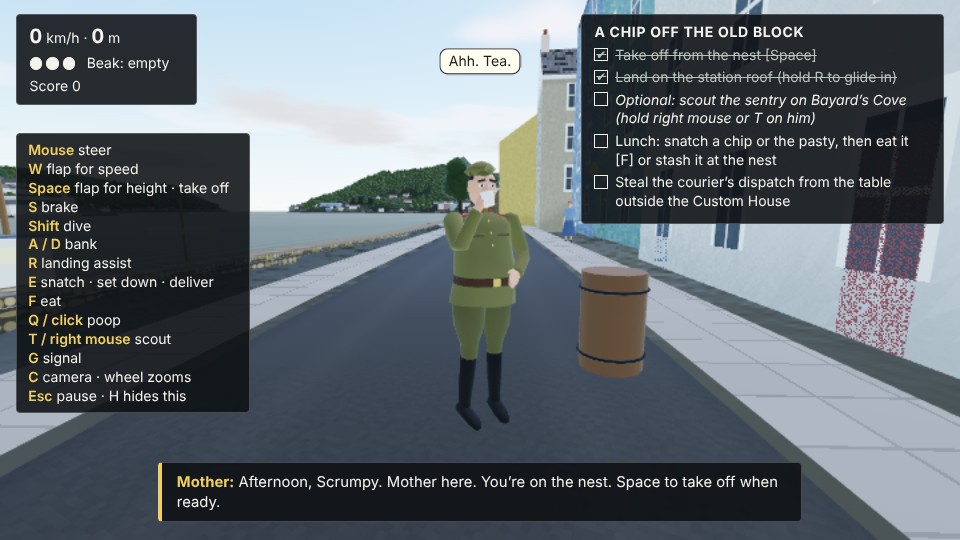 0 km/h · 0 m
Beak: empty
Score 0
Mouse steer
W flap for speed
Space flap for height · take off
S brake
Shift dive
A / D bank
R landing assist
E snatch · set down · deliver
F eat
Q / click poop
T / right mouse scout
G signal
C camera · wheel zooms
Esc pause · H hides this
Ahh. Tea.
A CHIP OFF THE OLD BLOCK
Take off from the nest [Space]
Land on the station roof (hold R to glide in)
Optional: scout the sentry on Bayard's Cove
(hold right mouse or T on him)
Lunch: snatch a chip or the pasty, then eat it
[F] or stash it at the nest
Steal the courier's dispatch from the table
outside the Custom House
Mother: Afternoon, Scrumpy. Mother here. You're on the nest. Space to take off when
ready.